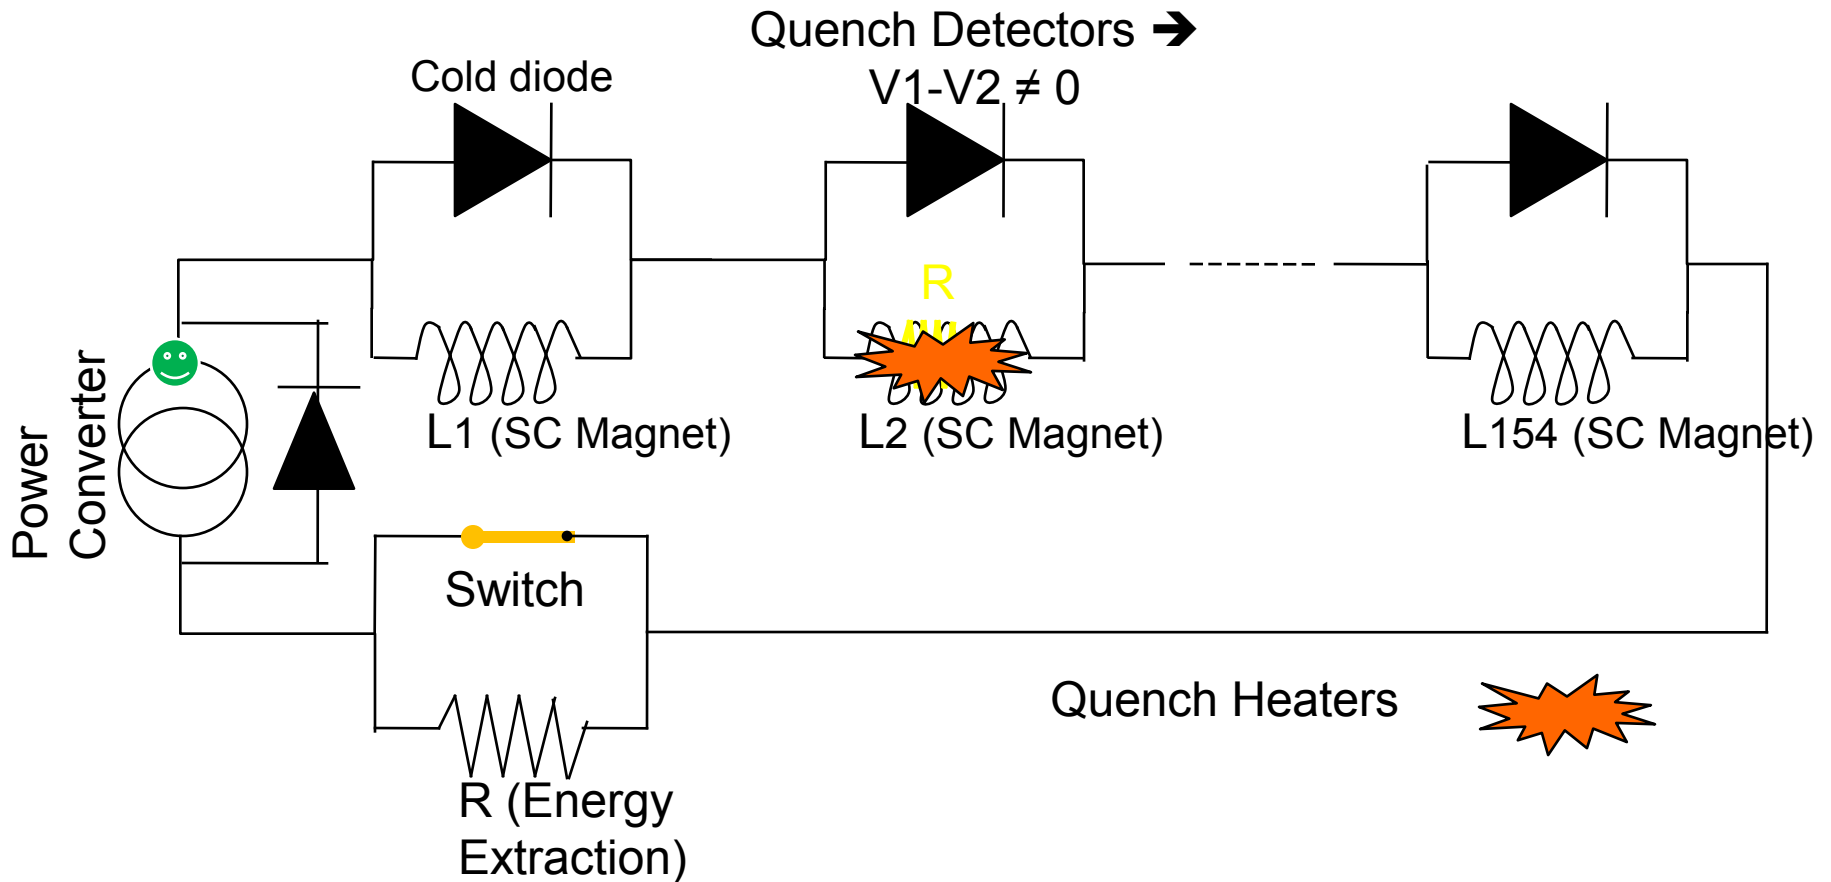 Quench Detectors ➔
V1-V2 ≠ 0
Cold diode
R
L1 (SC Magnet)
L2 (SC Magnet)
L154 (SC Magnet)
Power
Converter
Switch
Quench Heaters
R (Energy
Extraction)